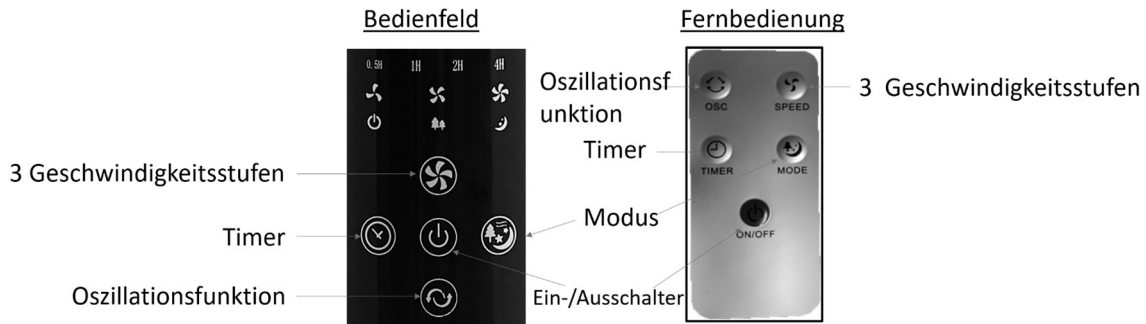 Bedienfeld
Fernbedienung
0.5H 1H 2H 4H
3 Geschwindigkeitsstufen
Timer
Oszillationsfunktion
Oszillationsf
unktion
Timer
Modus
Ein-/Ausschalter
3 Geschwindigkeitsstufen
OSC SPEED
TIMER MODE
ON/OFF